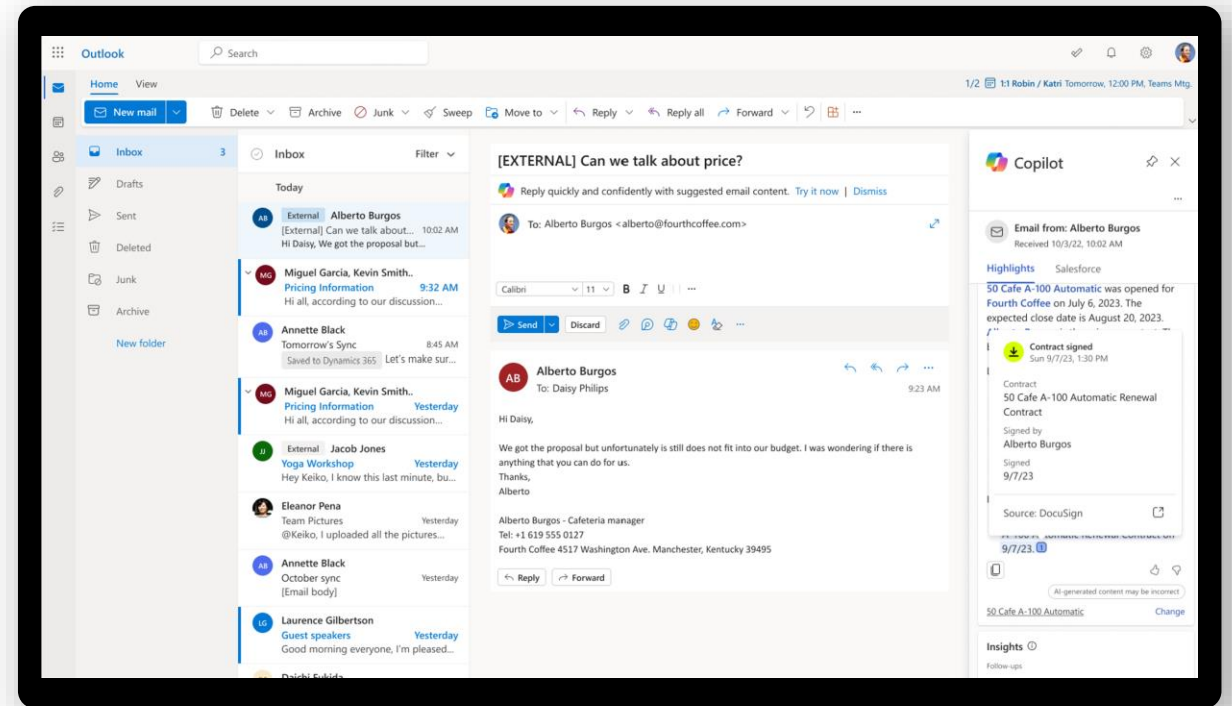 Outlook
Search
Home View
1/2 1:1 Robin / Katri Tomorrow, 12:00 PM, Teams Mtg.
New mail Delete Archive Junk Sweep Move to Reply Reply all Forward ...
Inbox 3
Drafts
Sent
Deleted
Junk
Archive
New folder
Inbox Filter
Today
AB External Alberto Burgos
[External] Can we talk about... 10:02 AM
Hi Daisy, We got the proposal but...
MG Miguel Garcia, Kevin Smith..
Pricing Information 9:32 AM
Hi all, according to our discussion...
AB Annette Black
Tomorrow's Sync 8:45 AM
Saved to Dynamics 365 Let's make sur...
MG Miguel Garcia, Kevin Smith..
Pricing Information Yesterday
Hi all, according to our discussion...
JJ External Jacob Jones
Yoga Workshop Yesterday
Hey Keiko, I know this last minute, bu...
Eleanor Pena
Team Pictures Yesterday
@Keiko, I uploaded all the pictures...
AB Annette Black
October sync Yesterday
[Email body]
LG Laurence Gilbertson
Guest speakers Yesterday
Good morning everyone, I'm pleased...
[EXTERNAL] Can we talk about price?
Reply quickly and confidently with suggested email content. Try it now | Dismiss
To: Alberto Burgos <alberto@fourthcoffee.com>
Calibri 11 B I U ...
Send Discard ...
AB Alberto Burgos
To: Daisy Philips 9:23 AM
Hi Daisy,
We got the proposal but unfortunately is still does not fit into our budget. I was wondering if there is
anything that you can do for us.
Thanks,
Alberto
Alberto Burgos - Cafeteria manager
Tel: +1 619 555 0127
Fourth Coffee 4517 Washington Ave. Manchester, Kentucky 39495
Reply Forward
Copilot
...
Email from: Alberto Burgos
Received 10/3/22, 10:02 AM
Highlights Salesforce
50 Cafe A-100 Automatic was opened for
Fourth Coffee on July 6, 2023. The
expected close date is August 20, 2023.
Contract signed
Sun 9/7/23, 1:30 PM
Contract
50 Cafe A-100 Automatic Renewal
Contract
Signed by
Alberto Burgos
Signed
9/7/23
Source: DocuSign
9/7/23. 1
AI-generated content may be incorrect
50 Cafe A-100 Automatic Change
Insights
Follow-ups